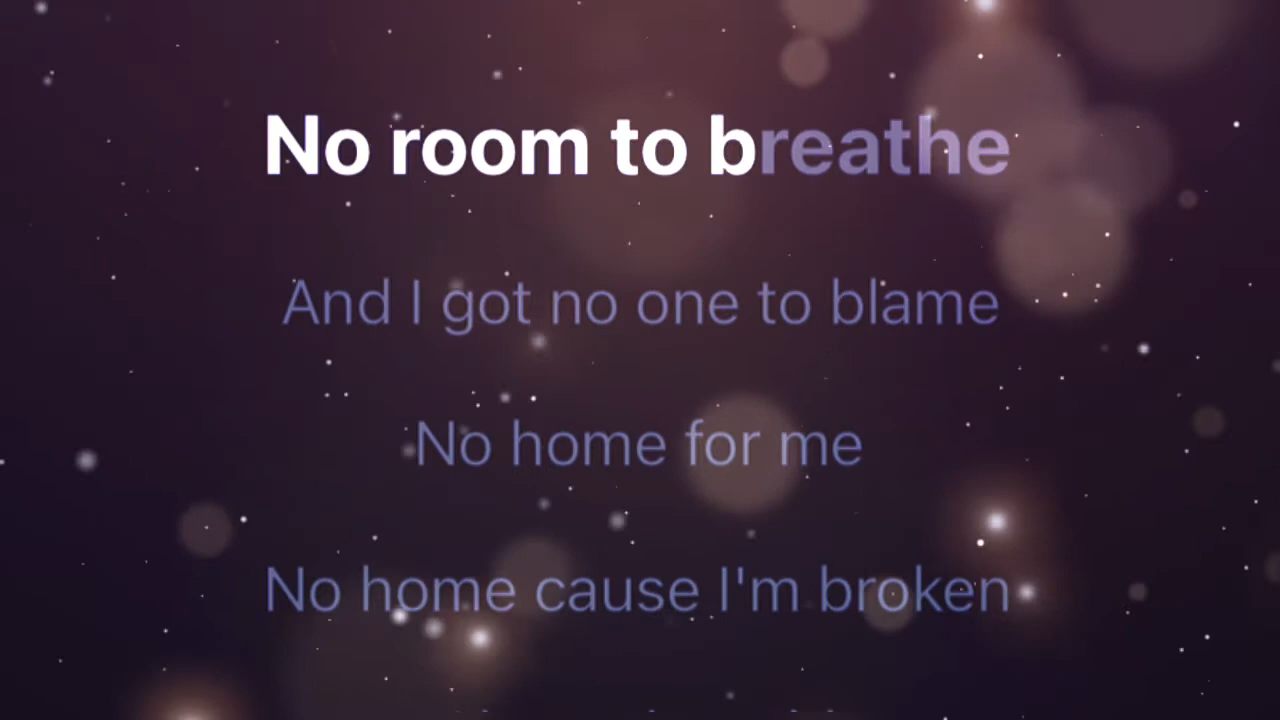 No room to breathe
And I got no one to blame
No home for me
No home cause I'm broken